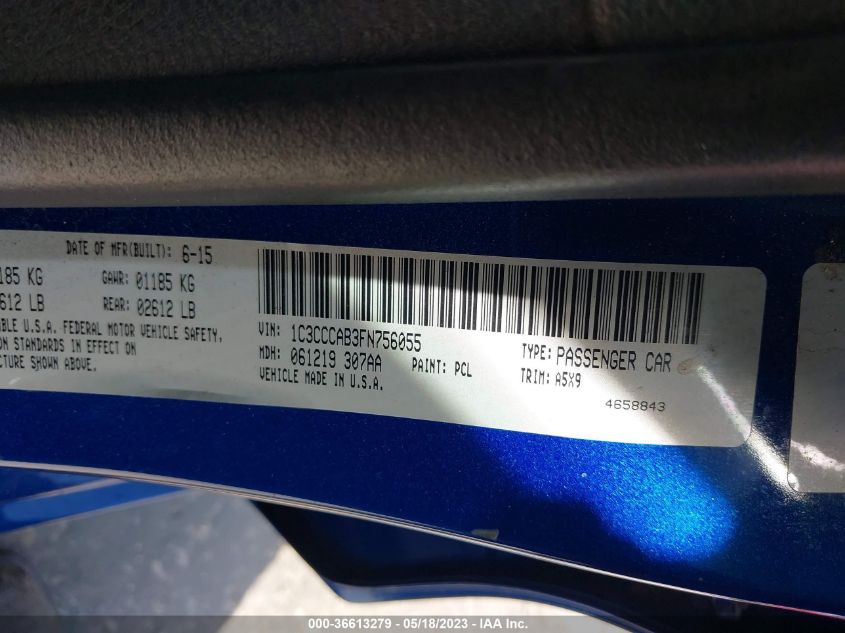 DATE OF MFR(BUILT): 6-15
185 KG GAWR: 01185 KG
612 LB REAR: 02612 LB
BLE U.S.A. FEDERAL MOTOR VEHICLE SAFETY,
ON STANDARDS IN EFFECT ON
CTURE SHOWN ABOVE.
VIN: 1C3CCCAB3FN756055
MDH: 061219 307AA PAINT: PCL
VEHICLE MADE IN U.S.A.
TYPE: PASSENGER CAR
TRIM: A5X9
4658843
000-36613279 — 05/18/2023 — IAA Inc.